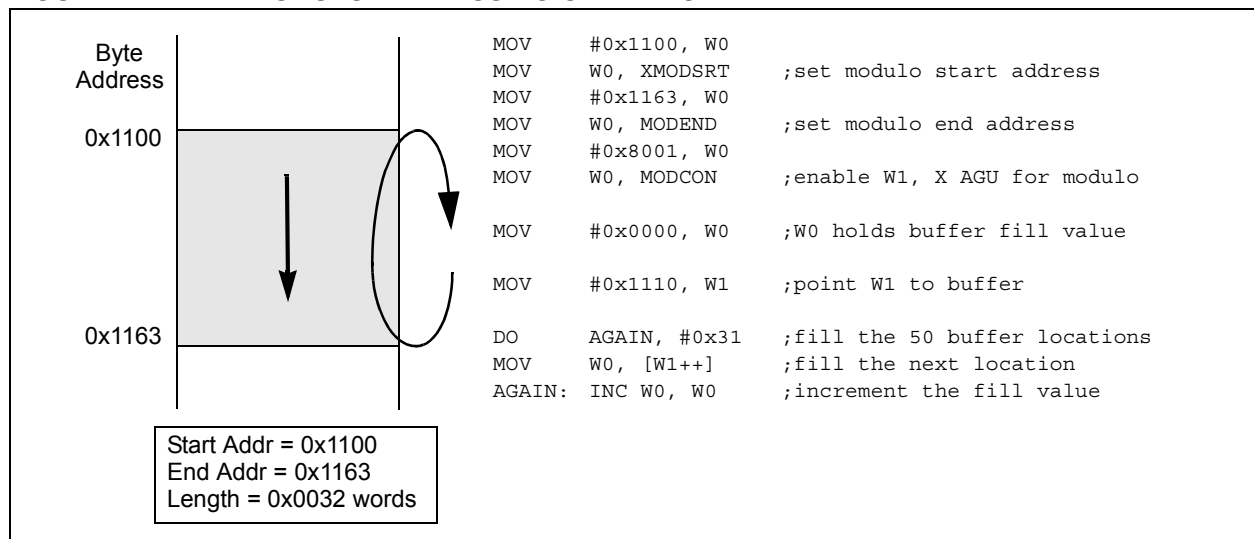 Byte
Address
0x1100
0x1163
Start Addr = 0x1100
End Addr = 0x1163
Length = 0x0032 words
MOV #0x1100, W0
MOV W0, XMODSRT ;set modulo start address
MOV #0x1163, W0
MOV W0, MODEND ;set modulo end address
MOV #0x8001, W0
MOV W0, MODCON ;enable W1, X AGU for modulo
MOV #0x0000, W0 ;W0 holds buffer fill value
MOV #0x1110, W1 ;point W1 to buffer
DO AGAIN, #0x31 ;fill the 50 buffer locations
MOV W0, [W1++] ;fill the next location
AGAIN: INC W0, W0 ;increment the fill value